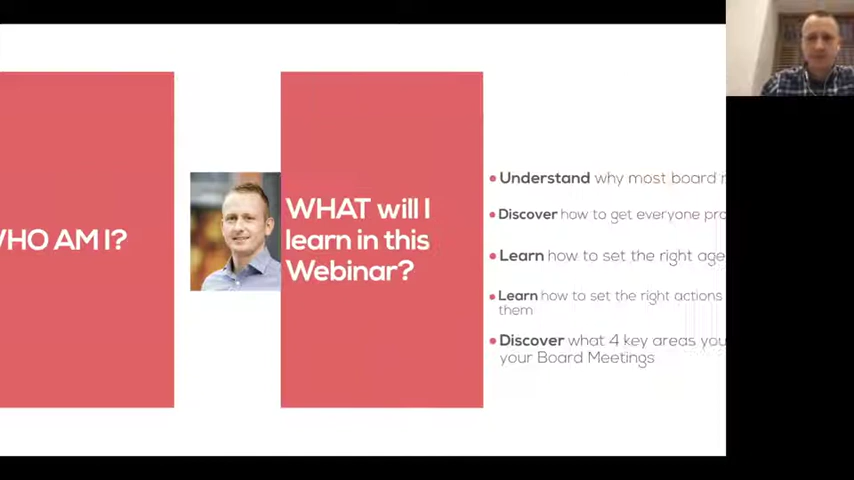 WHO AM I?
WHAT will I
learn in this
Webinar?
Understand why most board
Discover how to get everyone
Learn how to set the right
Learn how to set the right actions
them
Discover what 4 key areas you
your Board Meetings